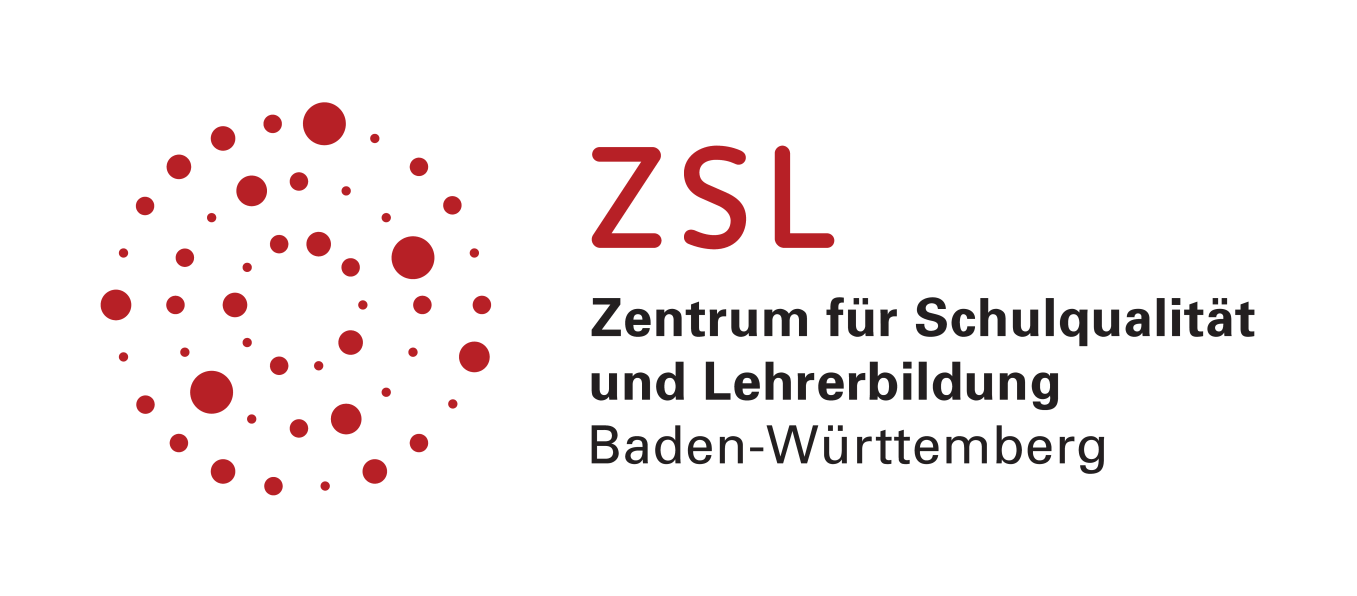 ZSL
Zentrum für Schulqualität
und Lehrerbildung
Baden-Württemberg